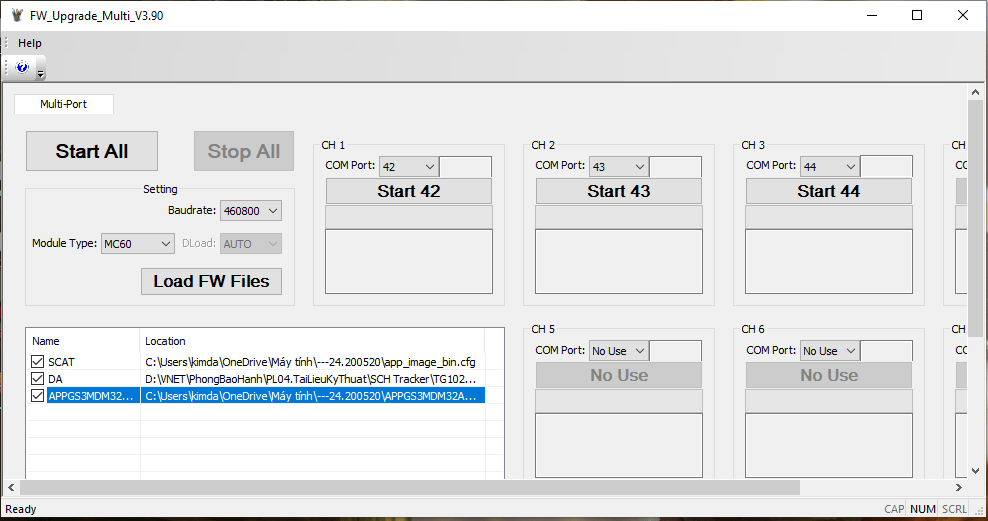 FW_Upgrade_Multi_V3.90
Help
Multi-Port
Start All
Stop All
Setting
Baudrate: 460800
Module Type: MC60
DLoad: AUTO
Load FW Files
CH 1
COM Port: 42
Start 42
CH 2
COM Port: 43
Start 43
CH 3
COM Port: 44
Start 44
CH
CO
Name Location
SCAT C:\Users\kimda\OneDrive\Máy tính\---24.200520\app_image_bin.cfg
DA D:\VNET\PhongBaoHanh\PL04.TaiLieuKyThuat\SCH Tracker\TG102...
APPGS3MDM32... C:\Users\kimda\OneDrive\Máy tính\---24.200520\APPGS3MDM32A...
CH 5
COM Port: No Use
No Use
CH 6
COM Port: No Use
No Use
CH
CO
Ready
CAP NUM SCRL